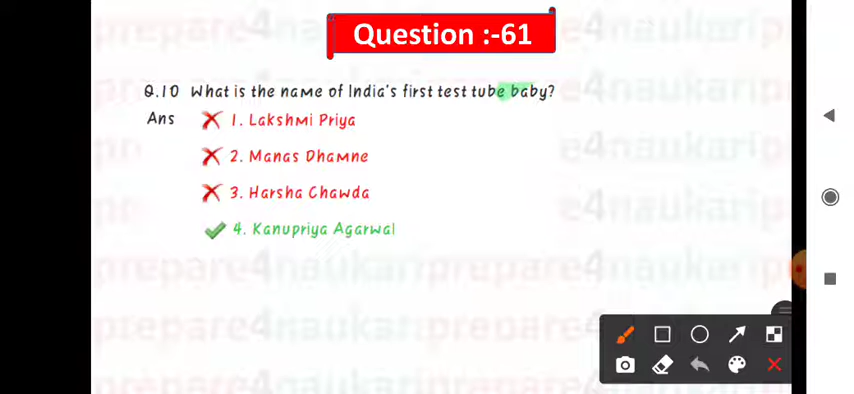 Question :-61
Q.10 What is the name of India's first test tube baby?
Ans 1. Lakshmi Priya
2. Manas Dhamne
3. Harsha Chawda
4. Kanupriya Agarwal
prepare4naukariprepare4naukari